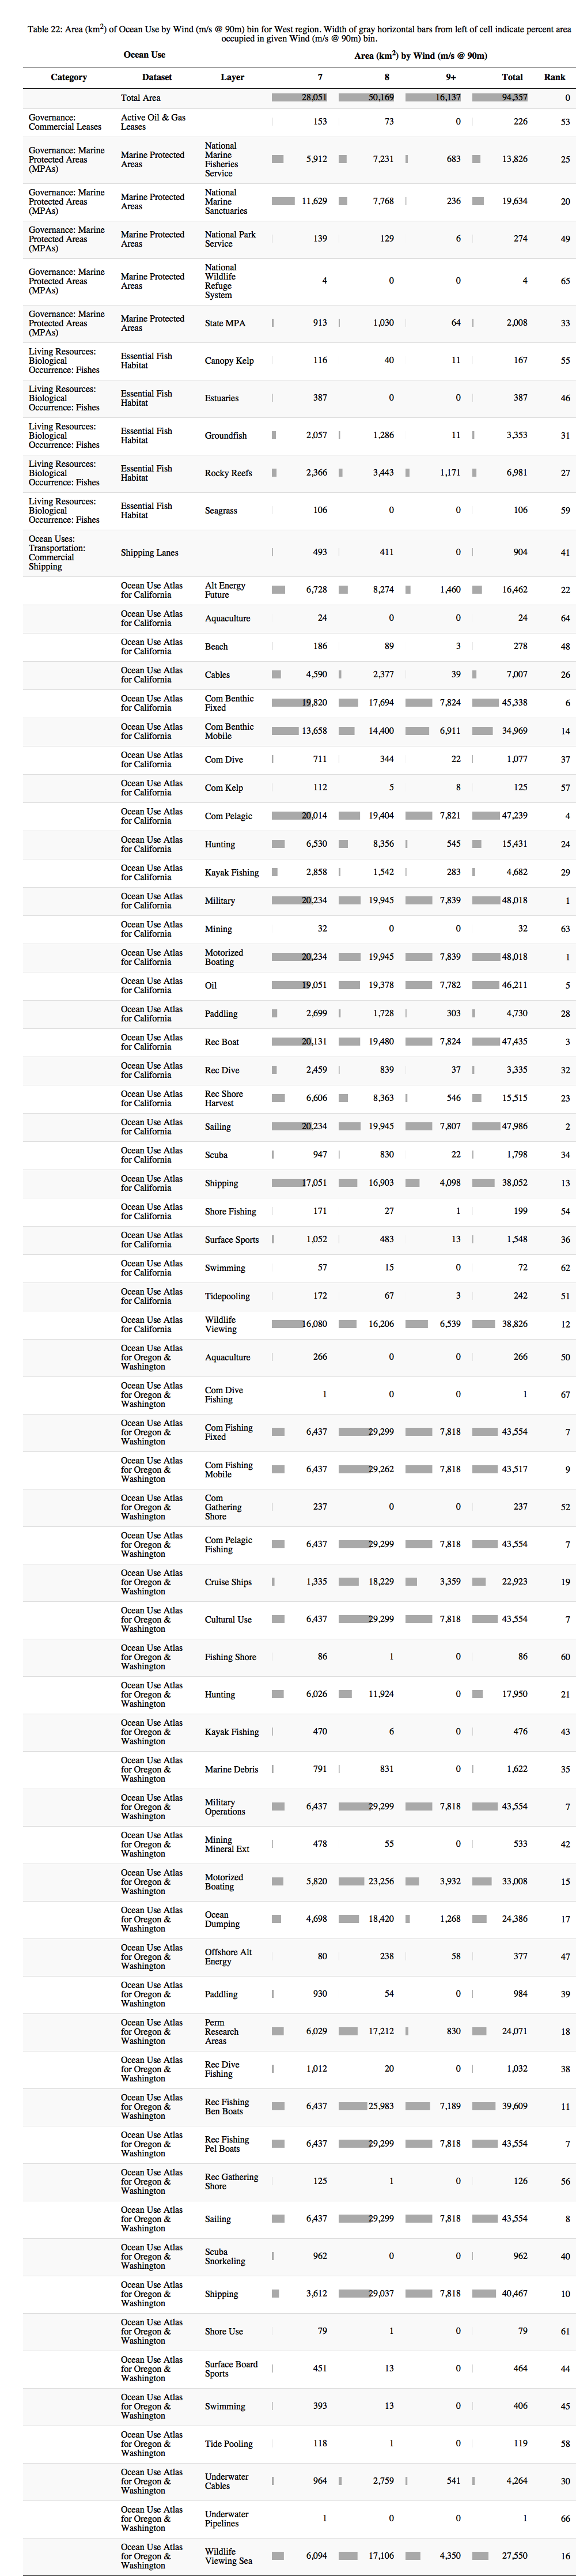 Table 22: Area (km²) of Ocean Use by Wind (m/s @ 90m) bin for West region. Width of gray horizontal bars from left of cell indicate percent area
occupied in given Wind (m/s @ 90m) bin.
Ocean Use Area (km²) by Wind (m/s @ 90m)
Category Dataset Layer 7 8 9+ Total Rank
Total Area 28,051 50,169 16,137 94,357 0
Governance: Commercial Leases Active Oil & Gas Leases 153 73 0 226 53
Governance: Marine Protected Areas (MPAs) Marine Protected Areas National Marine Fisheries Service 5,912 7,231 683 13,826 25
Governance: Marine Protected Areas (MPAs) Marine Protected Areas National Marine Sanctuaries 11,629 7,768 236 19,634 20
Governance: Marine Protected Areas (MPAs) Marine Protected Areas National Park Service 139 129 6 274 49
Governance: Marine Protected Areas (MPAs) Marine Protected Areas National Wildlife Refuge System 4 0 0 4 65
Governance: Marine Protected Areas (MPAs) Marine Protected Areas State MPA 913 1,030 64 2,008 33
Living Resources: Biological Occurrence: Fishes Essential Fish Habitat Canopy Kelp 116 40 11 167 55
Living Resources: Biological Occurrence: Fishes Essential Fish Habitat Estuaries 387 0 0 387 46
Living Resources: Biological Occurrence: Fishes Essential Fish Habitat Groundfish 2,057 1,286 11 3,353 31
Living Resources: Biological Occurrence: Fishes Essential Fish Habitat Rocky Reefs 2,366 3,443 1,171 6,981 27
Living Resources: Biological Occurrence: Fishes Essential Fish Habitat Seagrass 106 0 0 106 59
Ocean Uses: Transportation: Commercial Shipping Shipping Lanes 493 411 0 904 41
Ocean Use Atlas for California Alt Energy Future 6,728 8,274 1,460 16,462 22
Ocean Use Atlas for California Aquaculture 24 0 0 24 64
Ocean Use Atlas for California Beach 186 89 3 278 48
Ocean Use Atlas for California Cables 4,590 2,377 39 7,007 26
Ocean Use Atlas for California Com Benthic Fixed 19,820 17,694 7,824 45,338 6
Ocean Use Atlas for California Com Benthic Mobile 13,658 14,400 6,911 34,969 14
Ocean Use Atlas for California Com Dive 711 344 22 1,077 37
Ocean Use Atlas for California Com Kelp 112 5 8 125 57
Ocean Use Atlas for California Com Pelagic 20,014 19,404 7,821 47,239 4
Ocean Use Atlas for California Hunting 6,530 8,356 545 15,431 24
Ocean Use Atlas for California Kayak Fishing 2,858 1,542 283 4,682 29
Ocean Use Atlas for California Military 20,234 19,945 7,839 48,018 1
Ocean Use Atlas for California Mining 32 0 0 32 63
Ocean Use Atlas for California Motorized Boating 20,234 19,945 7,839 48,018 1
Ocean Use Atlas for California Oil 19,051 19,378 7,782 46,211 5
Ocean Use Atlas for California Paddling 2,699 1,728 303 4,730 28
Ocean Use Atlas for California Rec Boat 20,131 19,480 7,824 47,435 3
Ocean Use Atlas for California Rec Dive 2,459 839 37 3,335 32
Ocean Use Atlas for California Rec Shore Harvest 6,606 8,363 546 15,515 23
Ocean Use Atlas for California Sailing 20,234 19,945 7,807 47,986 2
Ocean Use Atlas for California Scuba 947 830 22 1,798 34
Ocean Use Atlas for California Shipping 17,051 16,903 4,098 38,052 13
Ocean Use Atlas for California Shore Fishing 171 27 1 199 54
Ocean Use Atlas for California Surface Sports 1,052 483 13 1,548 36
Ocean Use Atlas for California Swimming 57 15 0 72 62
Ocean Use Atlas for California Tidepooling 172 67 3 242 51
Ocean Use Atlas for California Wildlife Viewing 16,080 16,206 6,539 38,826 12
Ocean Use Atlas for Oregon & Washington Aquaculture 266 0 0 266 50
Ocean Use Atlas for Oregon & Washington Com Dive Fishing 1 0 0 1 67
Ocean Use Atlas for Oregon & Washington Com Fishing Fixed 6,437 29,299 7,818 43,554 7
Ocean Use Atlas for Oregon & Washington Com Fishing Mobile 6,437 29,262 7,818 43,517 9
Ocean Use Atlas for Oregon & Washington Com Gathering Shore 237 0 0 237 52
Ocean Use Atlas for Oregon & Washington Com Pelagic Fishing 6,437 29,299 7,818 43,554 7
Ocean Use Atlas for Oregon & Washington Cruise Ships 1,335 18,229 3,359 22,923 19
Ocean Use Atlas for Oregon & Washington Cultural Use 6,437 29,299 7,818 43,554 7
Ocean Use Atlas for Oregon & Washington Fishing Shore 86 1 0 86 60
Ocean Use Atlas for Oregon & Washington Hunting 6,026 11,924 0 17,950 21
Ocean Use Atlas for Oregon & Washington Kayak Fishing 470 6 0 476 43
Ocean Use Atlas for Oregon & Washington Marine Debris 791 831 0 1,622 35
Ocean Use Atlas for Oregon & Washington Military Operations 6,437 29,299 7,818 43,554 7
Ocean Use Atlas for Oregon & Washington Mining Mineral Ext 478 55 0 533 42
Ocean Use Atlas for Oregon & Washington Motorized Boating 5,820 23,256 3,932 33,008 15
Ocean Use Atlas for Oregon & Washington Ocean Dumping 4,698 18,420 1,268 24,386 17
Ocean Use Atlas for Oregon & Washington Offshore Alt Energy 80 238 58 377 47
Ocean Use Atlas for Oregon & Washington Paddling 930 54 0 984 39
Ocean Use Atlas for Oregon & Washington Perm Research Areas 6,029 17,212 830 24,071 18
Ocean Use Atlas for Oregon & Washington Rec Dive Fishing 1,012 20 0 1,032 38
Ocean Use Atlas for Oregon & Washington Rec Fishing Ben Boats 6,437 25,983 7,189 39,609 11
Ocean Use Atlas for Oregon & Washington Rec Fishing Pel Boats 6,437 29,299 7,818 43,554 7
Ocean Use Atlas for Oregon & Washington Rec Gathering Shore 125 1 0 126 56
Ocean Use Atlas for Oregon & Washington Sailing 6,437 29,299 7,818 43,554 8
Ocean Use Atlas for Oregon & Washington Scuba Snorkeling 962 0 0 962 40
Ocean Use Atlas for Oregon & Washington Shipping 3,612 29,037 7,818 40,467 10
Ocean Use Atlas for Oregon & Washington Shore Use 79 1 0 79 61
Ocean Use Atlas for Oregon & Washington Surface Board Sports 451 13 0 464 44
Ocean Use Atlas for Oregon & Washington Swimming 393 13 0 406 45
Ocean Use Atlas for Oregon & Washington Tide Pooling 118 1 0 119 58
Ocean Use Atlas for Oregon & Washington Underwater Cables 964 2,759 541 4,264 30
Ocean Use Atlas for Oregon & Washington Underwater Pipelines 1 0 0 1 66
Ocean Use Atlas for Oregon & Washington Wildlife Viewing Sea 6,094 17,106 4,350 27,550 16